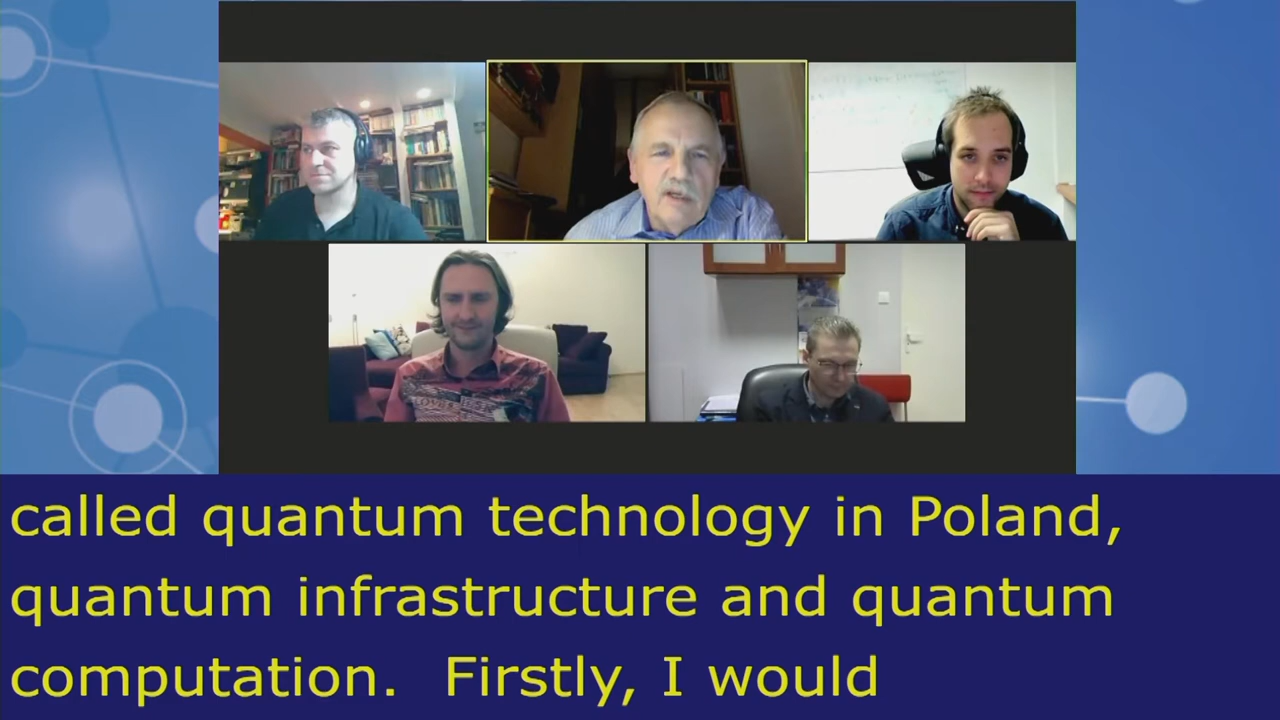 called quantum technology in Poland,
quantum infrastructure and quantum
computation.  Firstly, I would